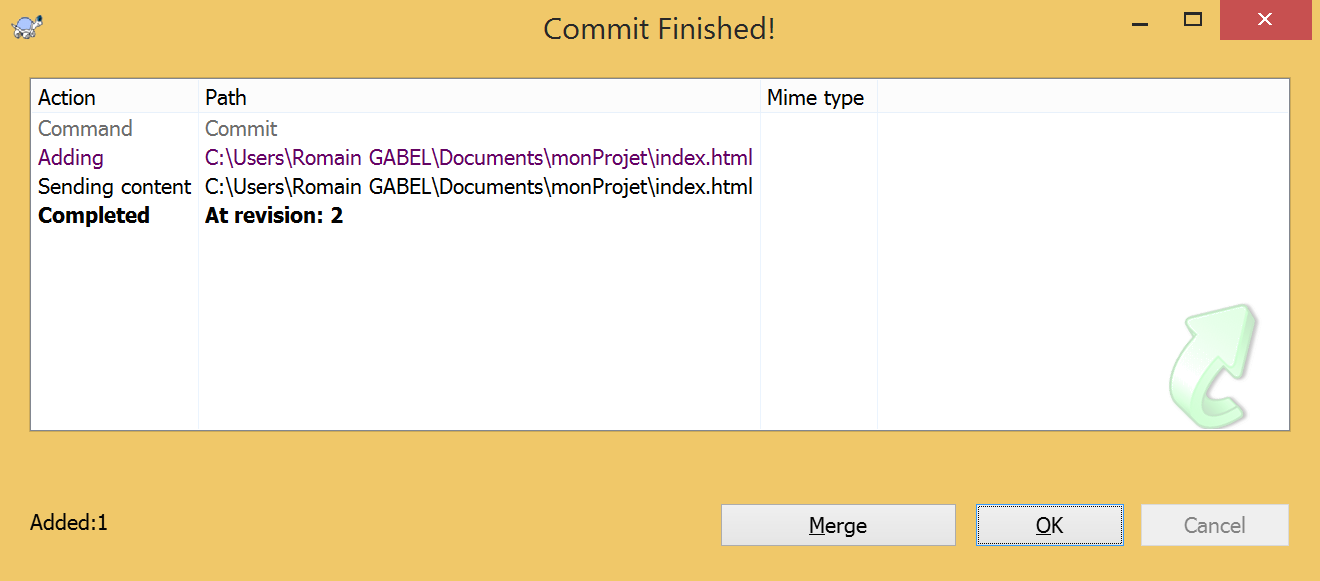 Commit Finished!
Action Path Mime type
Command Commit
Adding C:\Users\Romain GABEL\Documents\monProjet\index.html
Sending content C:\Users\Romain GABEL\Documents\monProjet\index.html
Completed At revision: 2
Added:1 Merge OK Cancel